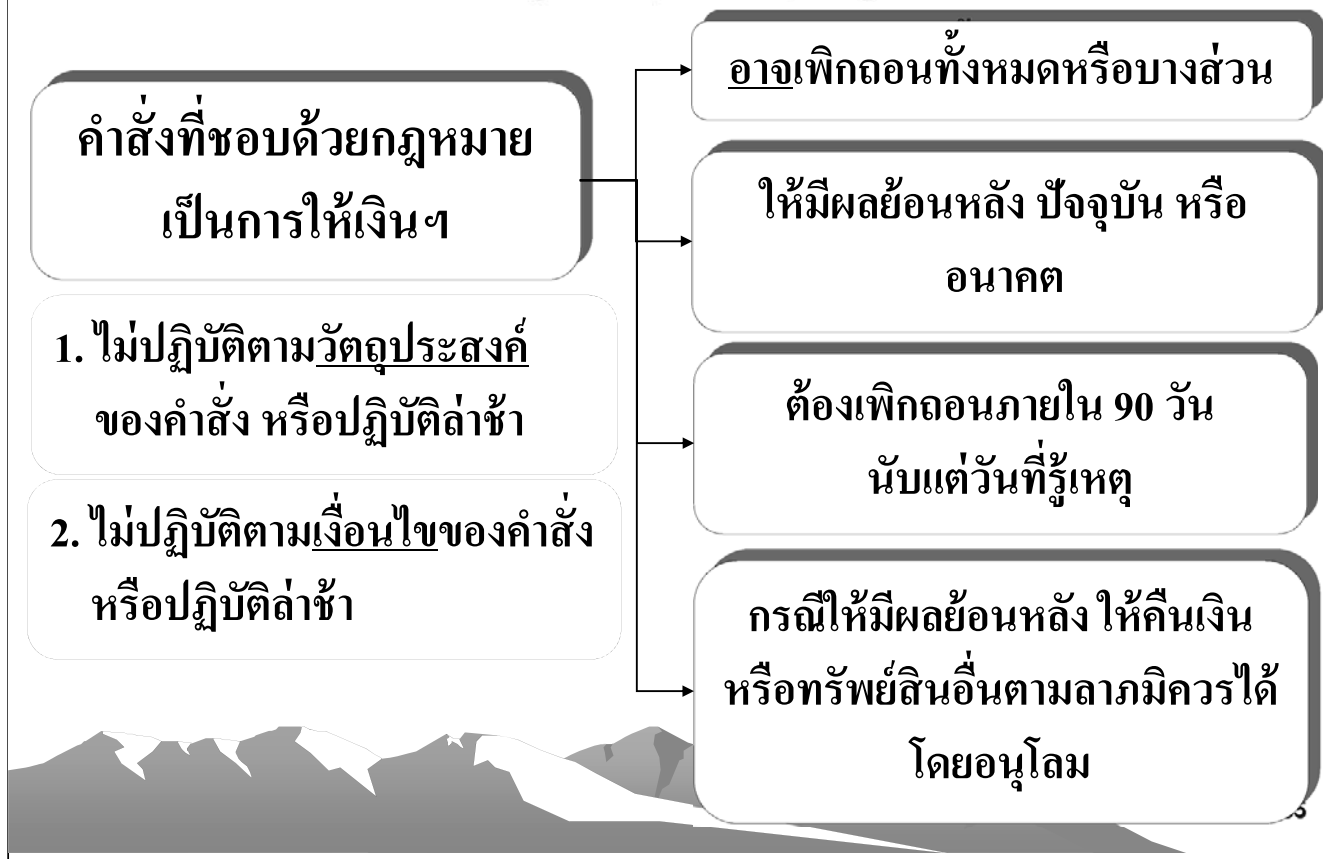 คำสั่งที่ชอบด้วยกฎหมาย
เป็นการให้เงินฯ
1. ไม่ปฏิบัติตามวัตถุประสงค์
ของคำสั่ง หรือปฏิบัติล่าช้า
2. ไม่ปฏิบัติตามเงื่อนไขของคำสั่ง
หรือปฏิบัติล่าช้า
อาจเพิกถอนทั้งหมดหรือบางส่วน
ให้มีผลย้อนหลัง ปัจจุบัน หรือ
อนาคต
ต้องเพิกถอนภายใน 90 วัน
นับแต่วันที่รู้เหตุ
กรณีให้มีผลย้อนหลัง ให้คืนเงิน
หรือทรัพย์สินอื่นตามลาภมิควรได้
โดยอนุโลม